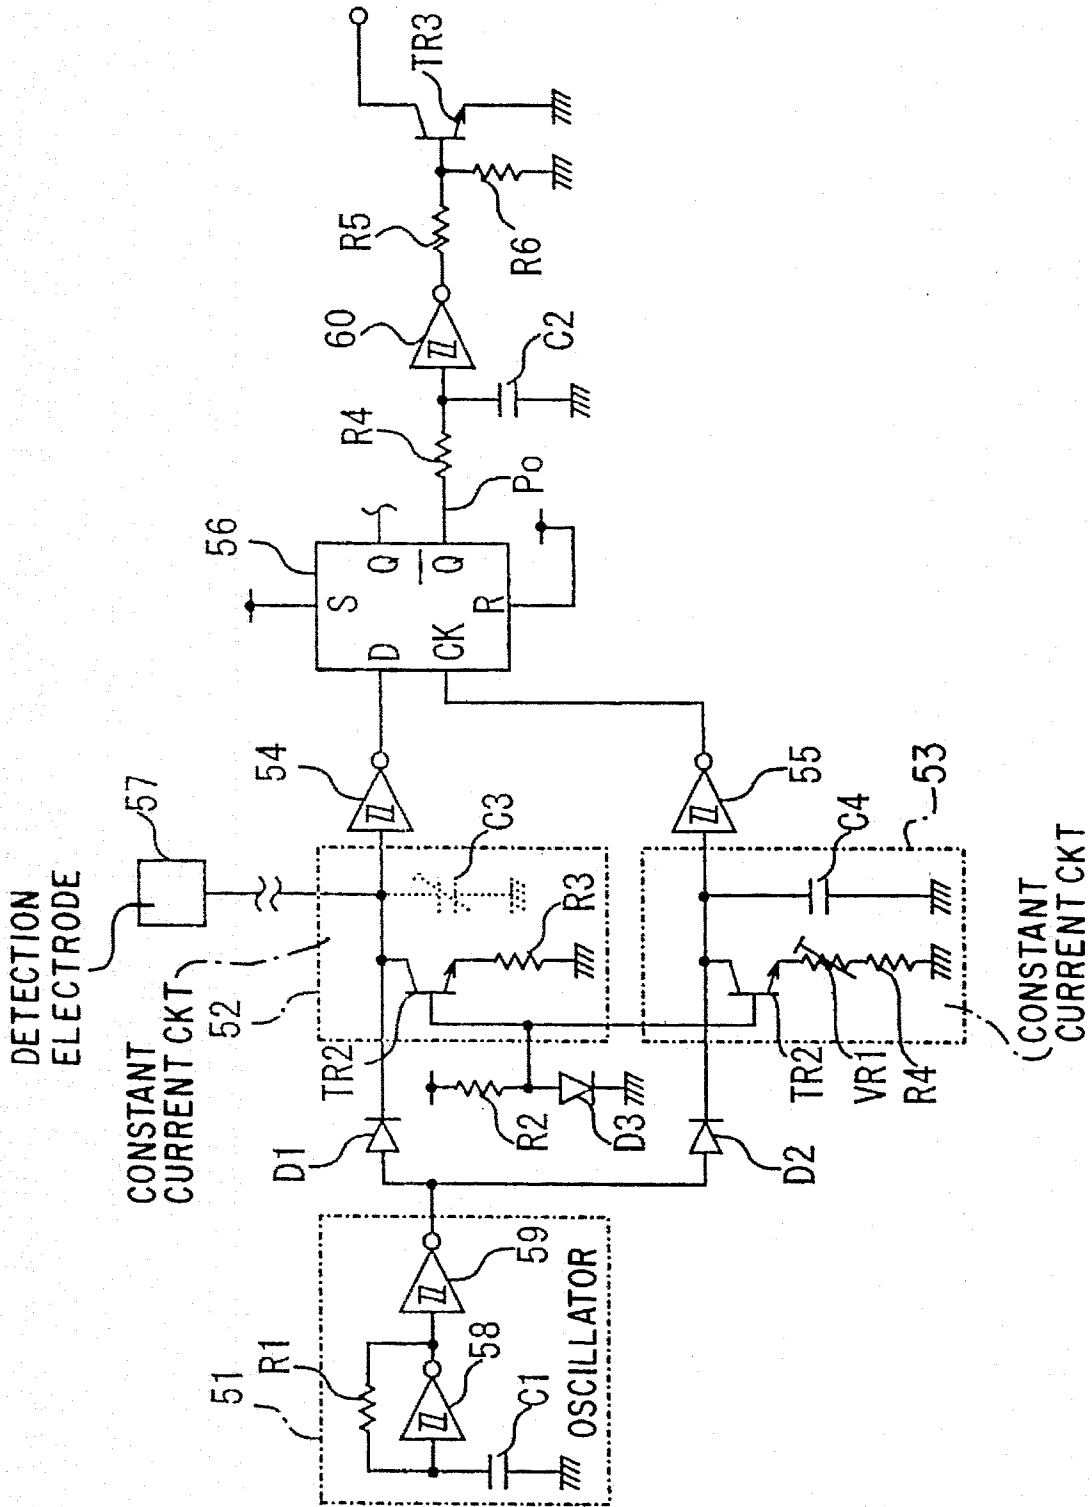 DETECTION
ELECTRODE
57
CONSTANT
CURRENT CKT
52
51
R1
58
59
C1
OSCILLATOR
D1
D2
TR2
R2
D3
R3
C3
54
TR2
VR1
R4
C4
55
53
CONSTANT
CURRENT CKT
56
S
D
Q
CK
Q
R
Po
R4
C2
60
R5
R6
TR3